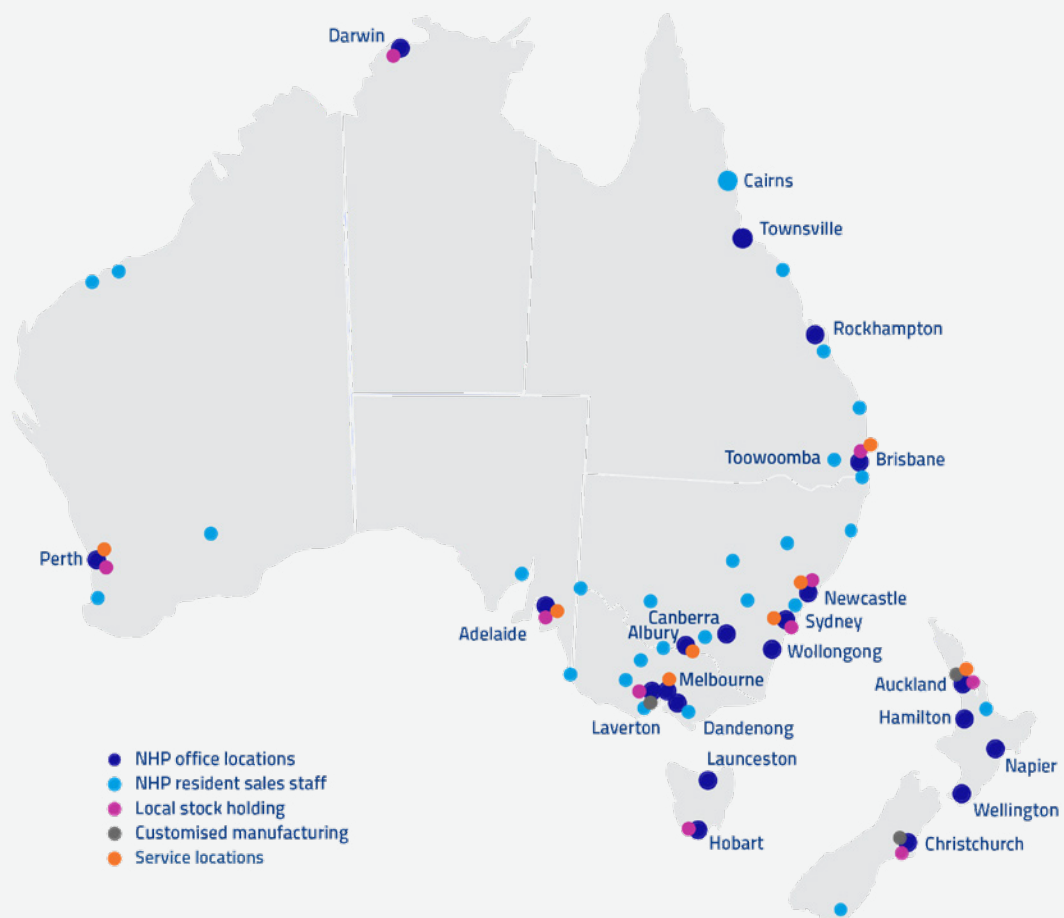 Darwin
Cairns
Townsville
Rockhampton
Toowoomba
Brisbane
Perth
Newcastle
Canberra
Sydney
Adelaide
Albury
Wollongong
Melbourne
Auckland
Hamilton
Laverton
Dandenong
Launceston
NHP office locations
NHP resident sales staff
Local stock holding
Customised manufacturing
Service locations
Napier
Wellington
Hobart
Christchurch